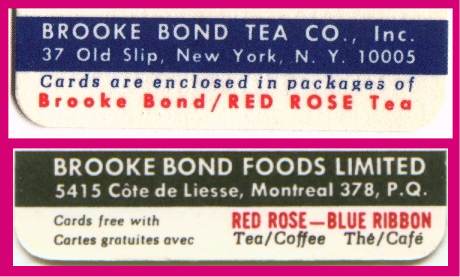 BROOKE BOND TEA CO., Inc.
37 Old Slip, New York, N. Y. 10005
Cards are enclosed in packages of
Brooke Bond/RED ROSE Tea
BROOKE BOND FOODS LIMITED
5415 Côte de Liesse, Montreal 378, P.Q.
Cards free with RED ROSE—BLUE RIBBON
Cartes gratuites avec Tea/Coffee Thé/Café